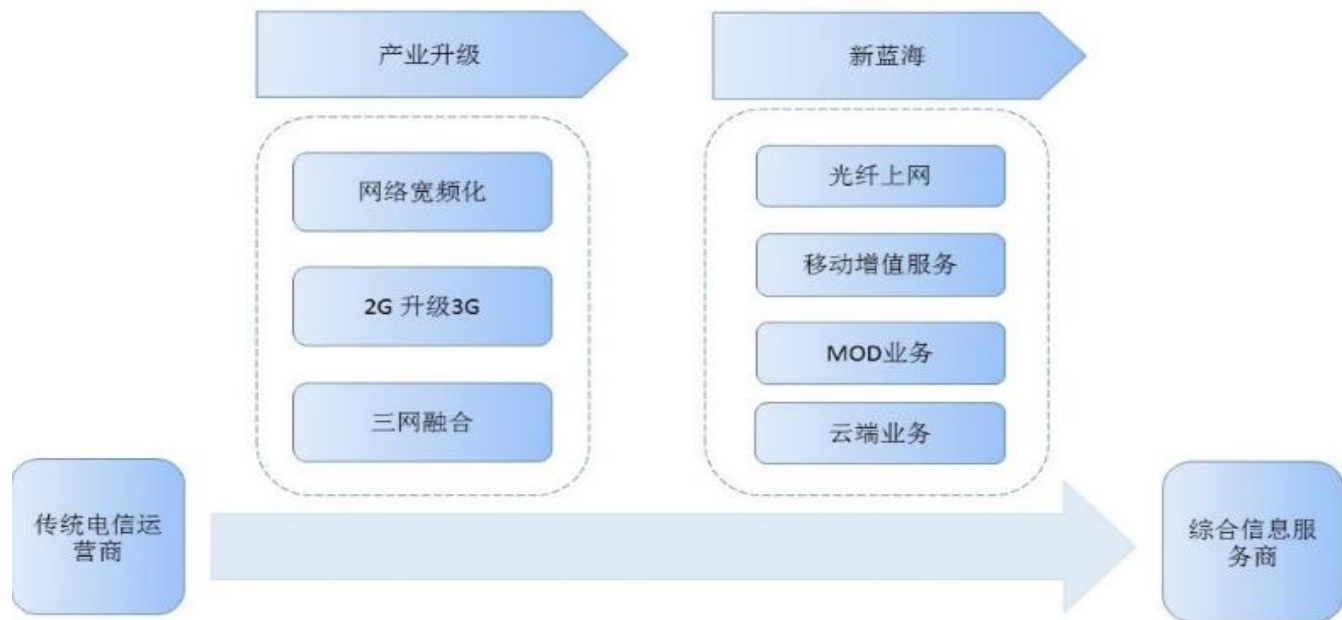 产业升级
新蓝海
网络宽频化
2G 升级3G
三网融合
光纤上网
移动增值服务
MOD业务
云端业务
传统电信运
营商
综合信息服
务商